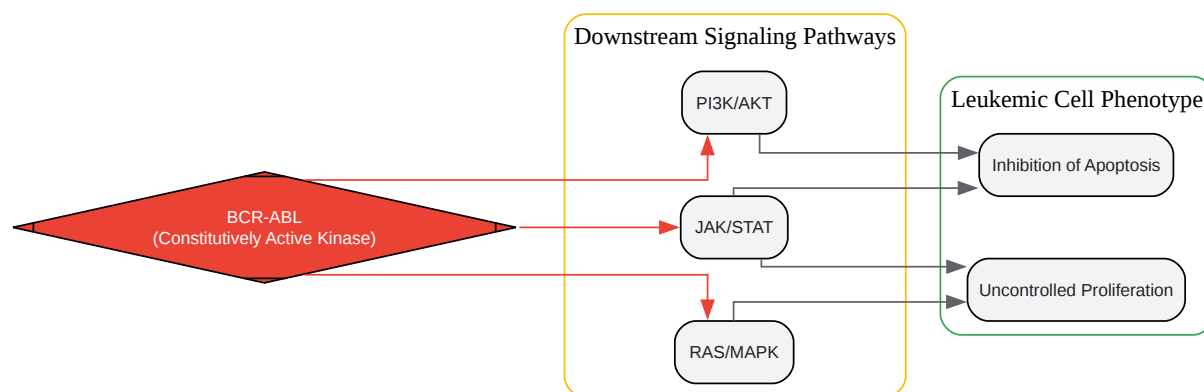 Downstream Signaling Pathways
PI3K/AKT
Leukemic Cell Phenotype
Inhibition of Apoptosis
BCR-ABL
(Constitutively Active Kinase)
JAK/STAT
Uncontrolled Proliferation
RAS/MAPK